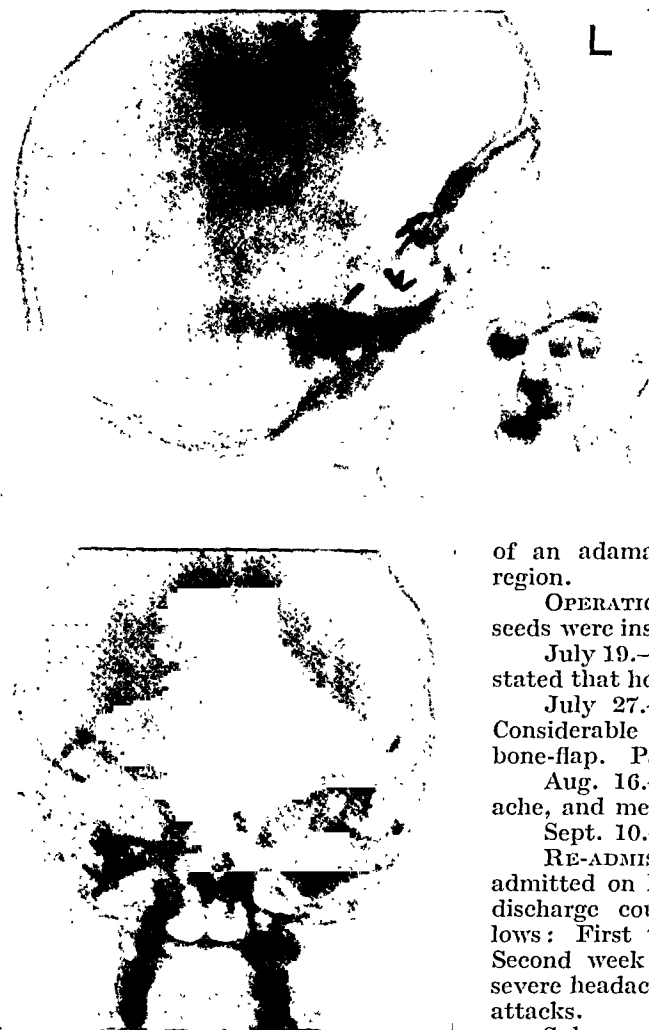 L
of an adama
region.
OPERATIO
seeds were ins
July 19.—
stated that ho
July 27.
Considerable
bone-flap.
Aug. 16.
ache, and me
Sept. 10.
RE-ADMIS
admitted on
discharge cou
lows: First
Second week
severe headac
attacks.